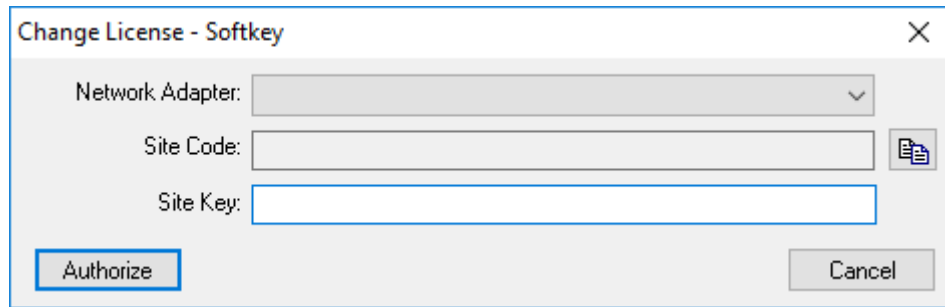 Change License - Softkey
Network Adapter:
Site Code:
Site Key:
Authorize
Cancel